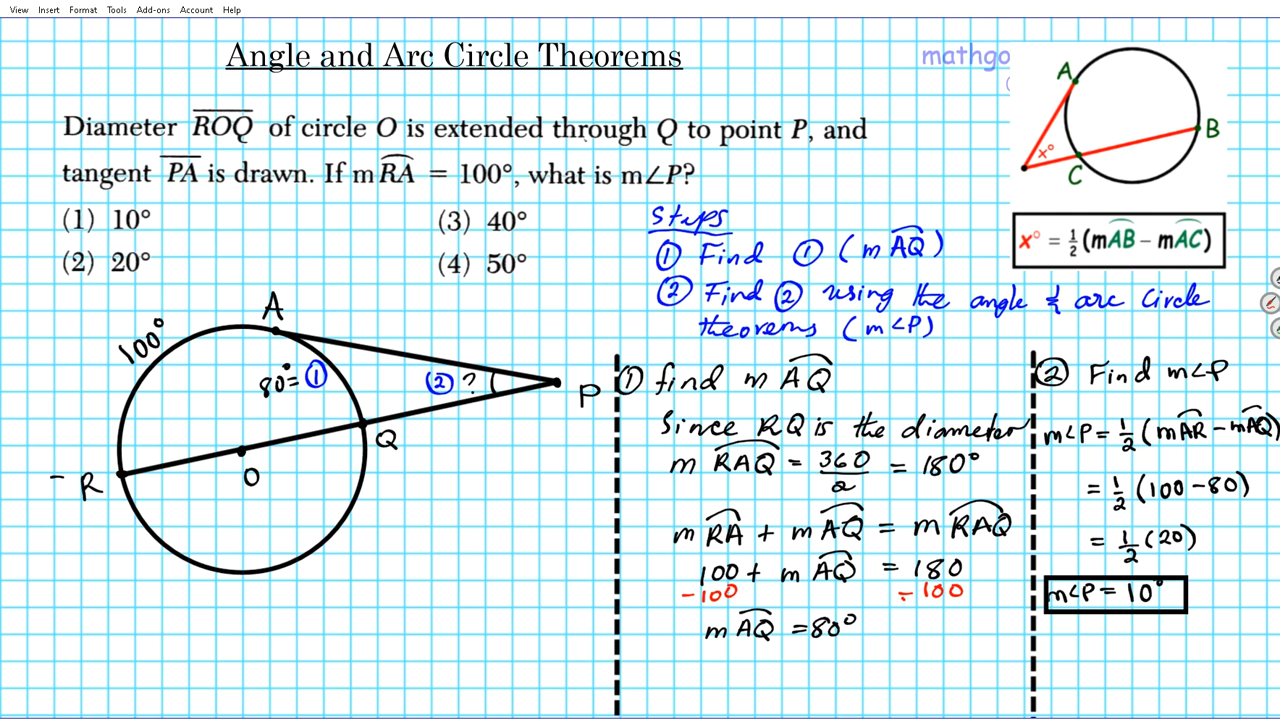 View Insert Format Tools Add-ons Account Help
Angle and Arc Circle Theorems
mathgo
Diameter ROQ of circle O is extended through Q to point P, and
tangent PA is drawn. If m RA = 100°, what is m∠P?
(1) 10°
(3) 40°
(2) 20°
(4) 50°
A
x°
B
C
x° = 1/2 (mAB – mAC)
Steps
① Find ① (m AQ)
② Find ② using the angle & arc circle
theorems (m∠P)
A
100°
80° = ①
② ?
P
Q
O
– R
① find m AQ
Since RQ is the diameter
m RAQ = 360/2 = 180°
m RA + m AQ = m RAQ
100 + m AQ = 180
-100 -100
m AQ = 80°
② Find m∠P
m∠P = 1/2 (mAR – mAQ)
= 1/2 (100 - 80)
= 1/2 (20)
m∠P = 10°